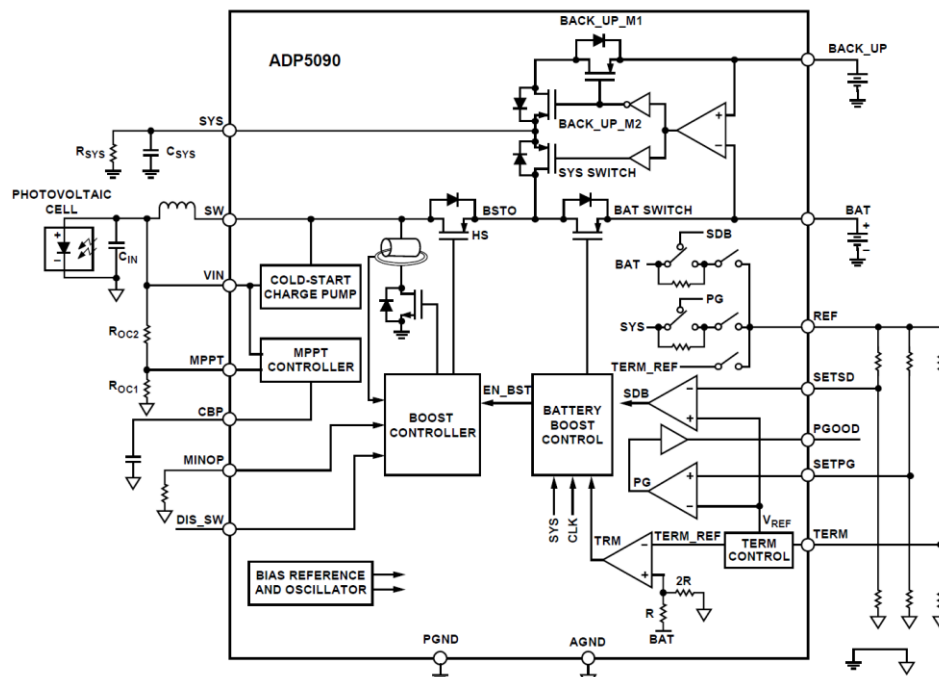 BACK_UP_M1
BACK_UP
ADP5090
+
BACK_UP_M2
−
SYS
SYS SWITCH
RSYS
CSYS
PHOTOVOLTAIC
CELL
SW
BSTO
BAT SWITCH
BAT
HS
+
−
+
−
CIN
SDB
BAT
VIN
COLD-START
CHARGE PUMP
PG
SYS
REF
ROC2
MPPT
CONTROLLER
TERM_REF
MPPT
SETSD
ROC1
EN_BST
SDB
−
+
CBP
BOOST
CONTROLLER
BATTERY
BOOST
CONTROL
PGOOD
MINOP
SETPG
PG
+
−
DIS_SW
SYS
CLK
TRM
VREF
TERM_REF
TERM
CONTROL
TERM
−
+
BIAS REFERENCE
AND OSCILLATOR
2R
R
BAT
PGND
AGND